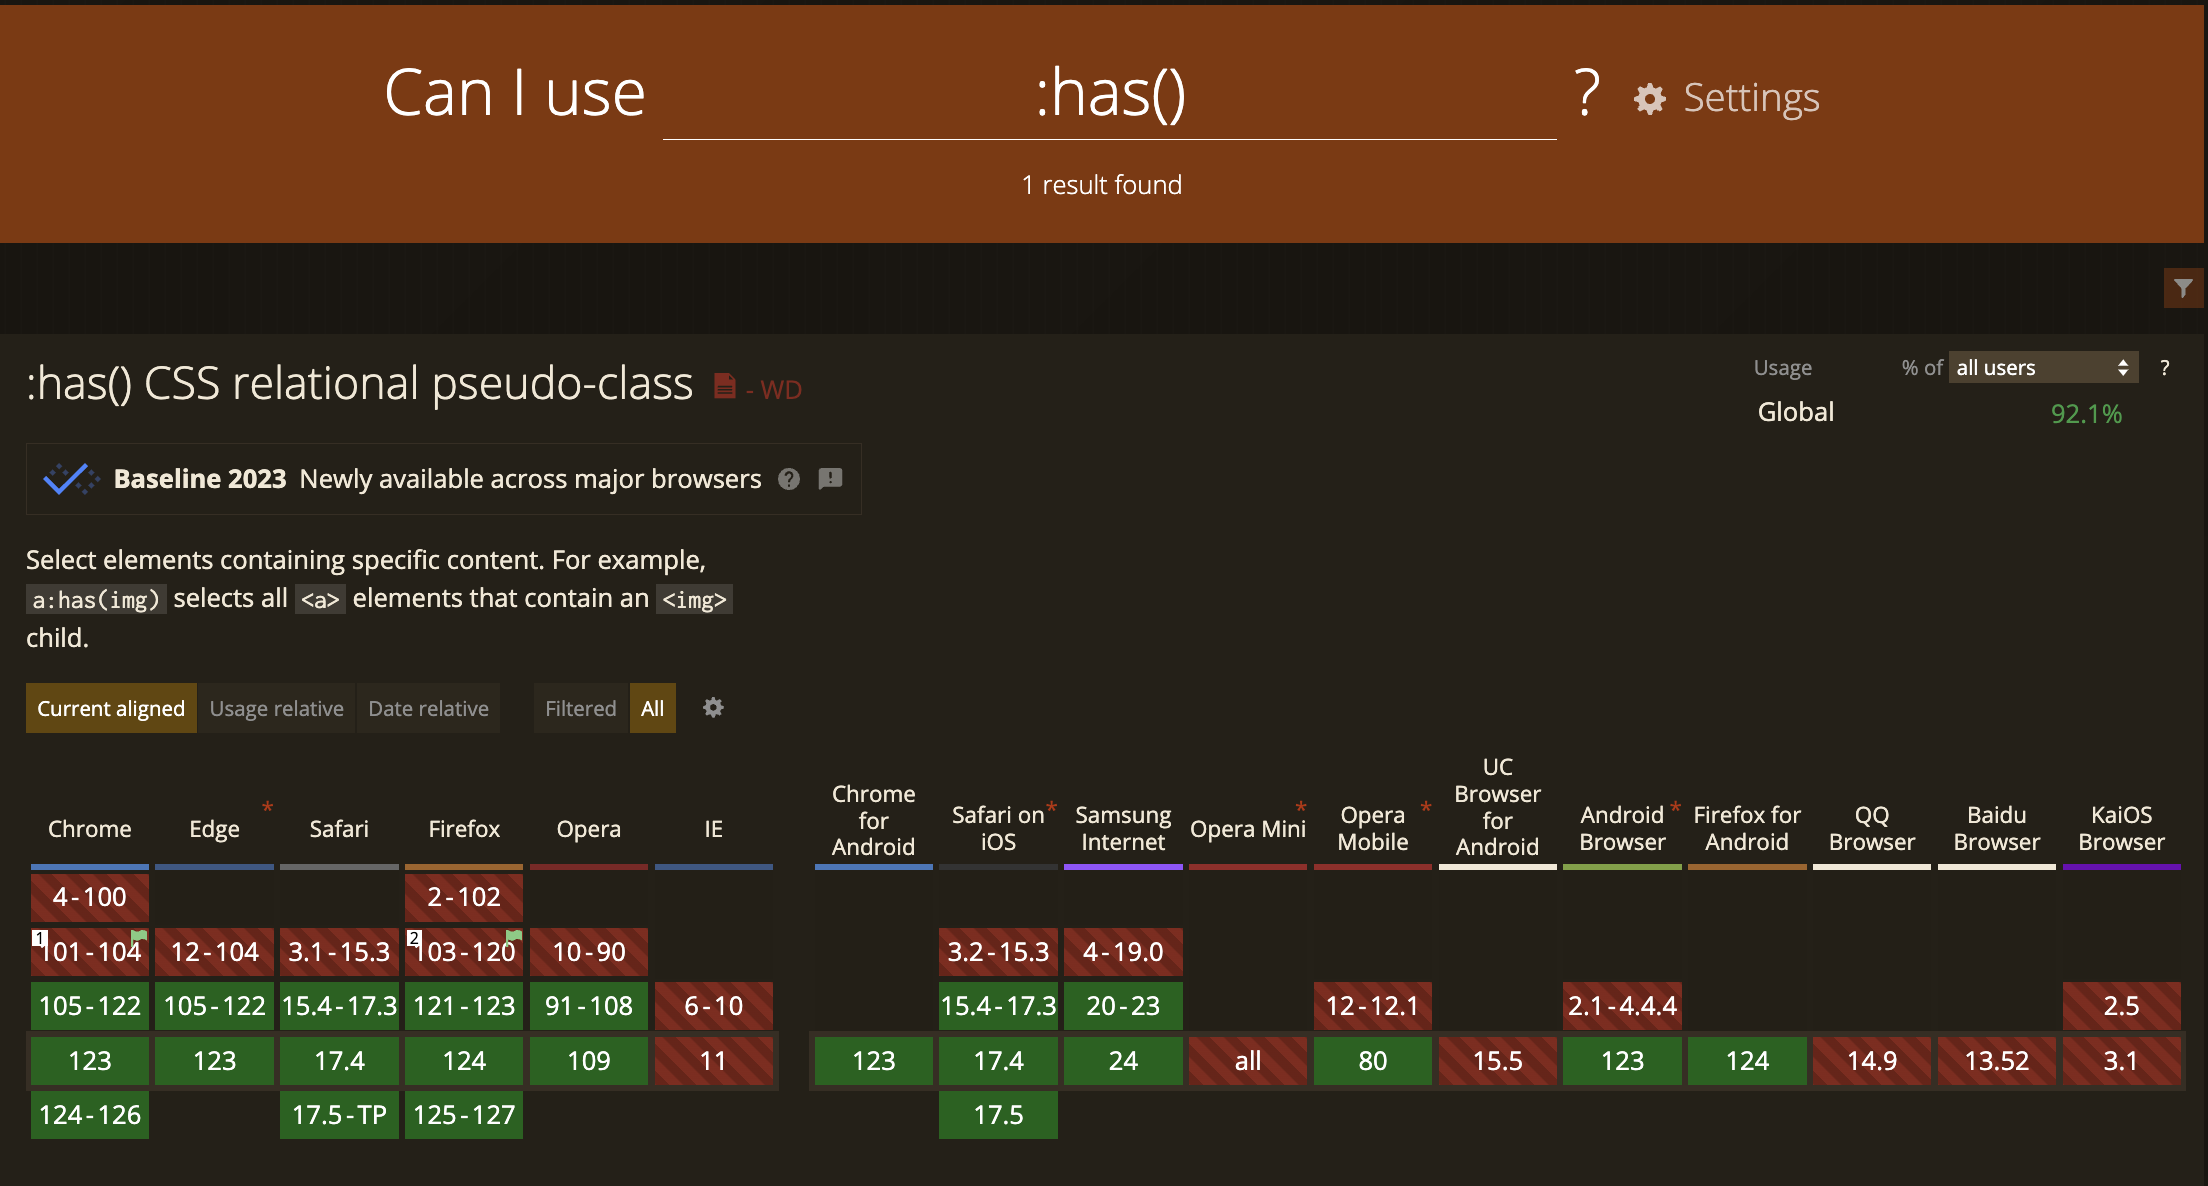 Can I use :has() ? Settings
1 result found
:has() CSS relational pseudo-class - WD
Usage % of all users ?
Global 92.1%
Baseline 2023 Newly available across major browsers ? !
Select elements containing specific content. For example,
a:has(img) selects all <a> elements that contain an <img>
child.
Current aligned Usage relative Date relative Filtered All
Chrome Edge * Safari Firefox Opera IE Chrome for Android Safari on iOS * Samsung Internet Opera Mini * Opera Mobile * UC Browser for Android Android Browser * Firefox for Android QQ Browser Baidu Browser KaiOS Browser
4-100 2-102
1 101-104 12-104 3.1-15.3 2 103-120 10-90 3.2-15.3 4-19.0
105-122 105-122 15.4-17.3 121-123 91-108 6-10 15.4-17.3 20-23 12-12.1 2.1-4.4.4 2.5
123 123 17.4 124 109 11 123 17.4 24 all 80 15.5 123 124 14.9 13.52 3.1
124-126 17.5-TP 125-127 17.5